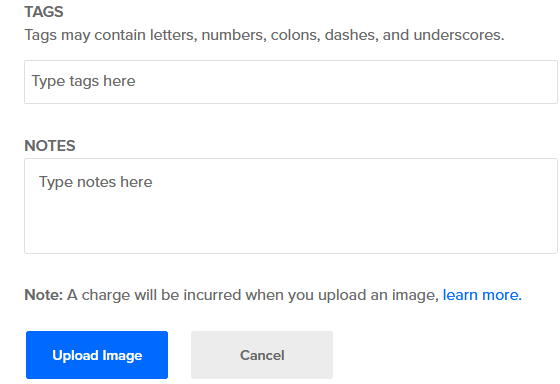 TAGS
Tags may contain letters, numbers, colons, dashes, and underscores.
Type tags here
NOTES
Type notes here
Note: A charge will be incurred when you upload an image, learn more.
Upload Image
Cancel